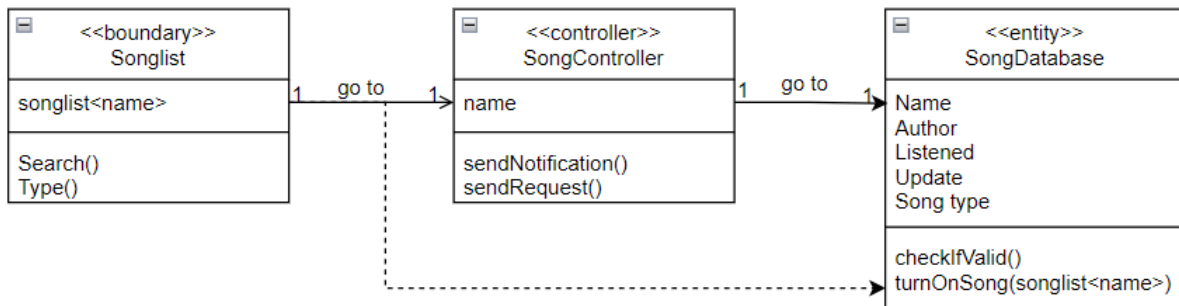 <<boundary>>
Songlist
songlist<name>
Search()
Type()
1
go to
1
<<controller>>
SongController
name
sendNotification()
sendRequest()
1
go to
1
<<entity>>
SongDatabase
Name
Author
Listened
Update
Song type
checkIfValid()
turnOnSong(songlist<name>)